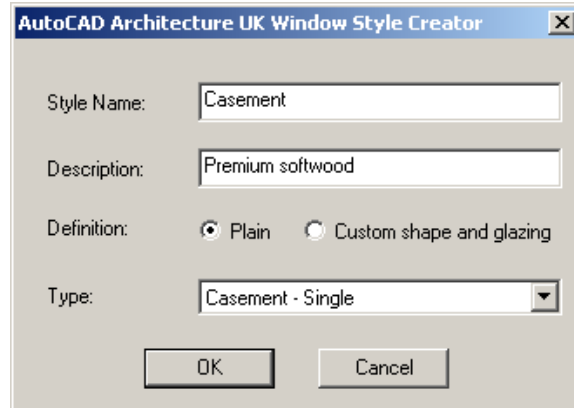 AutoCAD Architecture UK Window Style Creator
Style Name: Casement
Description: Premium softwood
Definition: Plain Custom shape and glazing
Type: Casement - Single
OK Cancel